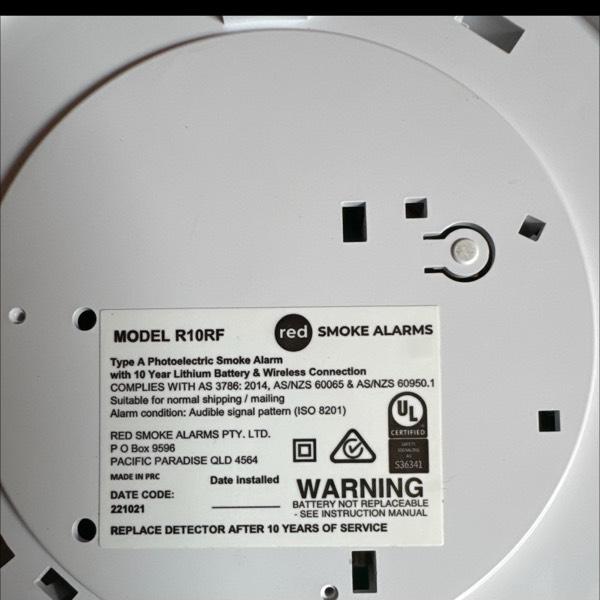 MODEL R10RF
red SMOKE ALARMS
Type A Photoelectric Smoke Alarm
with 10 Year Lithium Battery & Wireless Connection
COMPLIES WITH AS 3786: 2014, AS/NZS 60065 & AS/NZS 60950.1
Suitable for normal shipping / mailing
Alarm condition: Audible signal pattern (ISO 8201)
RED SMOKE ALARMS PTY. LTD.
P O Box 9596
PACIFIC PARADISE QLD 4564
UL
CERTIFIED
SAFETY
SIGNALING
AU
S36341
MADE IN PRC
Date installed
DATE CODE:
221021
WARNING
BATTERY NOT REPLACEABLE
- SEE INSTRUCTION MANUAL
REPLACE DETECTOR AFTER 10 YEARS OF SERVICE